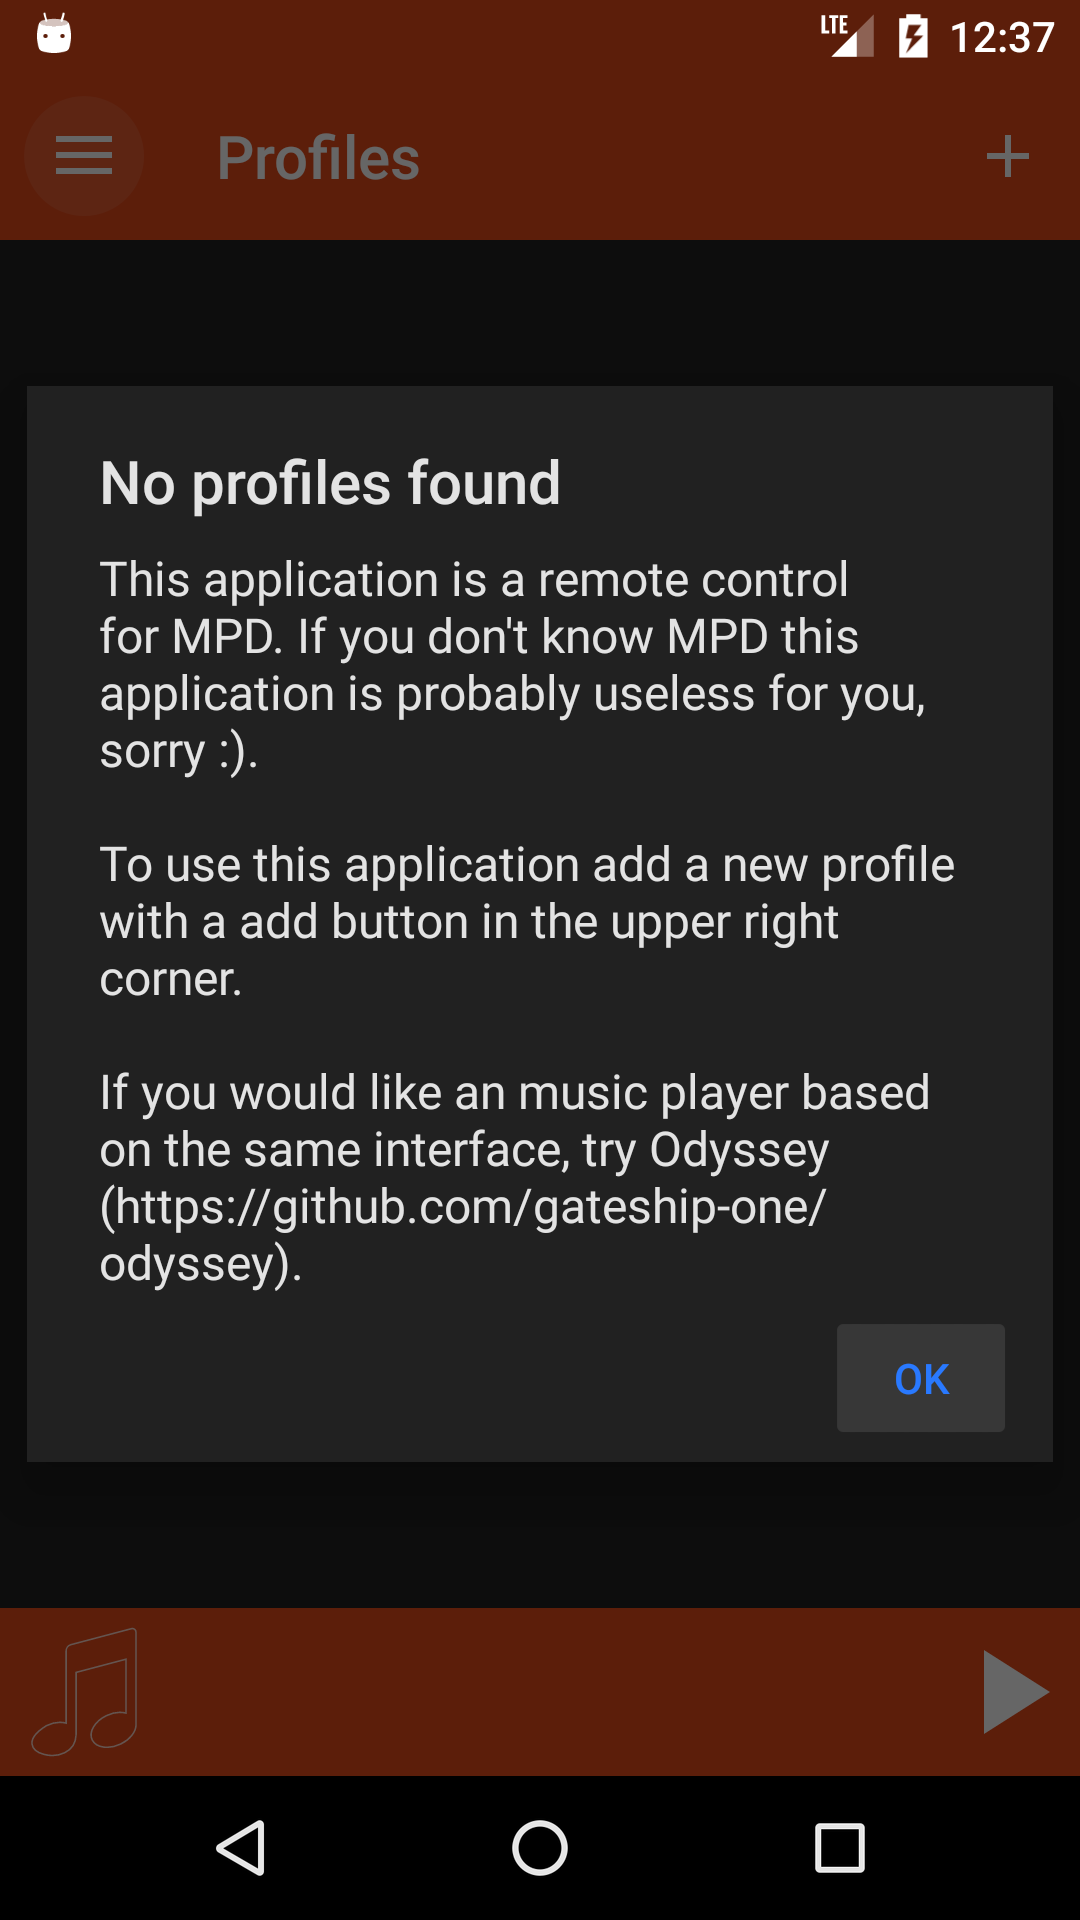 LTE 12:37
Profiles
No profiles found
This application is a remote control
for MPD. If you don't know MPD this
application is probably useless for you,
sorry :).
To use this application add a new profile
with a add button in the upper right
corner.
If you would like an music player based
on the same interface, try Odyssey
(https://github.com/gateship-one/
odyssey).
OK